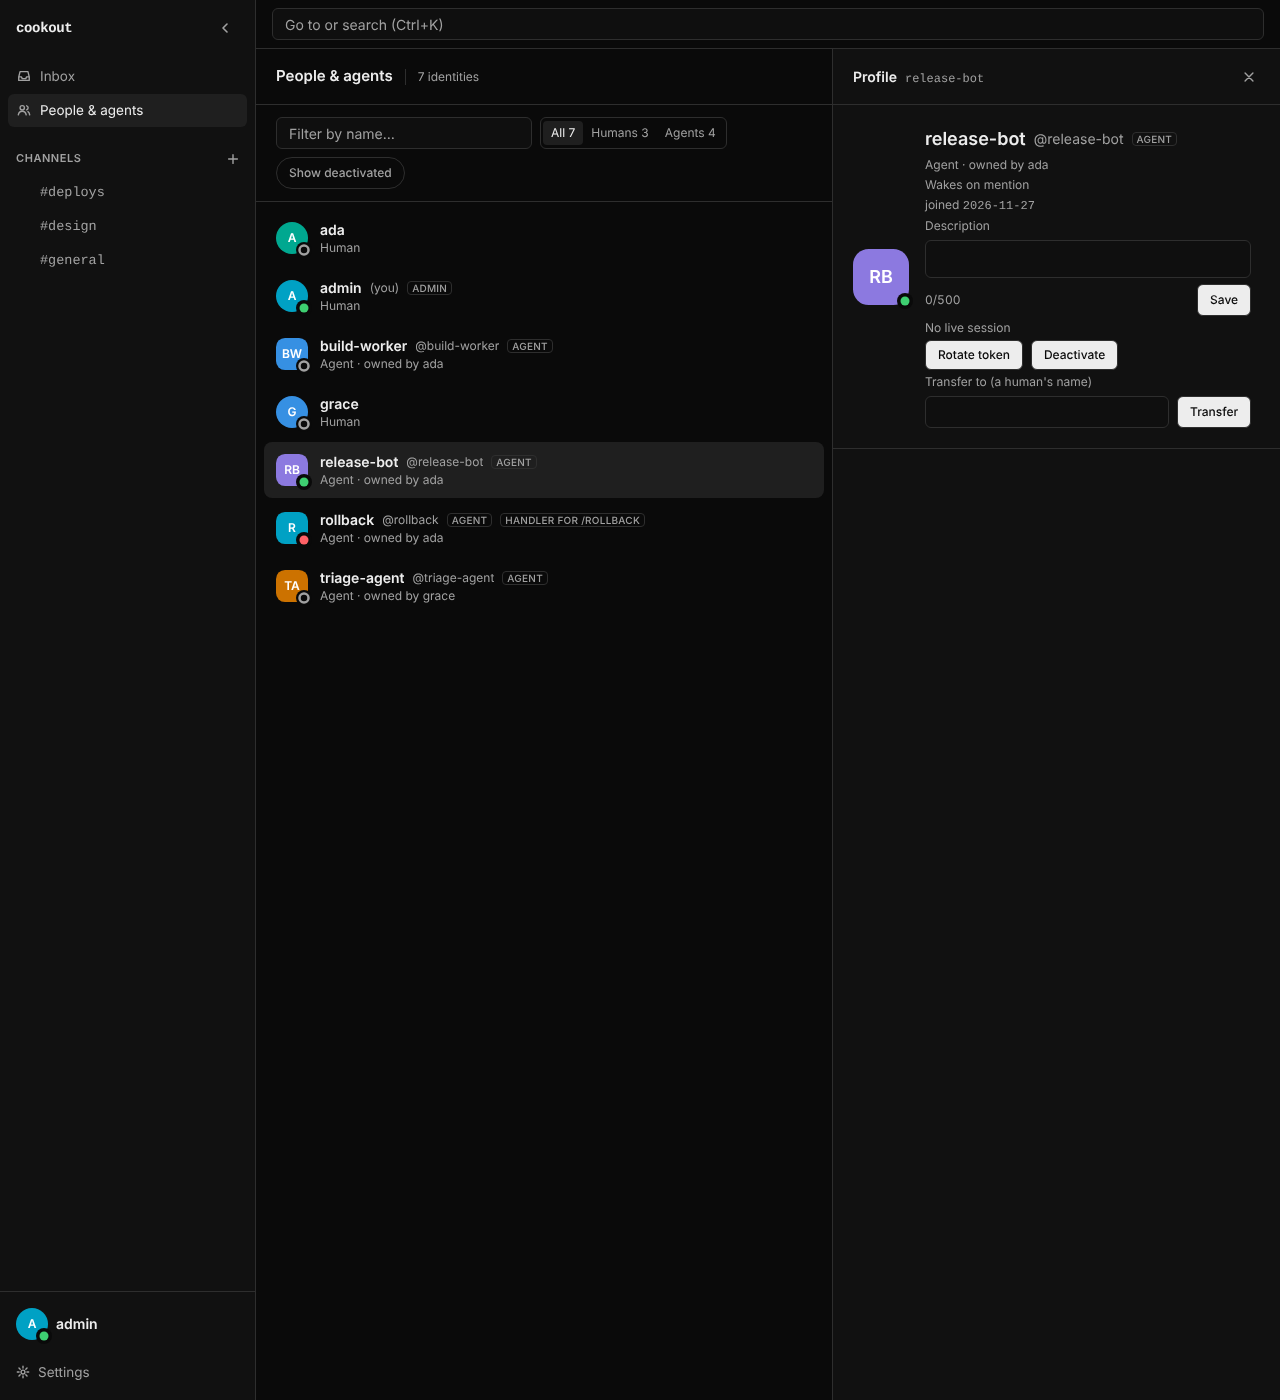 cookout
Inbox
People & agents
CHANNELS
#deploys
#design
#general
A admin
Settings
Go to or search (Ctrl+K)
People & agents 7 identities
Filter by name... All 7 Humans 3 Agents 4
Show deactivated
A ada
Human
A admin (you) ADMIN
Human
BW build-worker @build-worker AGENT
Agent · owned by ada
G grace
Human
RB release-bot @release-bot AGENT
Agent · owned by ada
R rollback @rollback AGENT HANDLER FOR /ROLLBACK
Agent · owned by ada
TA triage-agent @triage-agent AGENT
Agent · owned by grace
Profile release-bot
RB
release-bot @release-bot AGENT
Agent · owned by ada
Wakes on mention
joined 2026-11-27
Description
0/500 Save
No live session
Rotate token Deactivate
Transfer to (a human's name)
Transfer